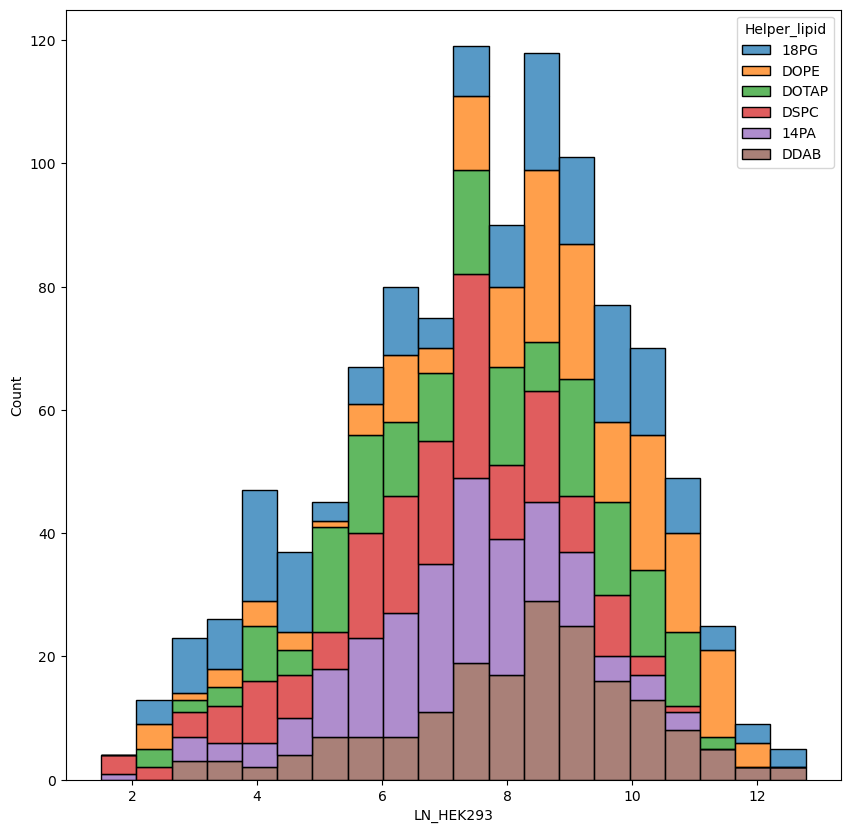 Helper_lipid
18PG
DOPE
DOTAP
DSPC
14PA
DDAB
120
100
80
60
40
20
0
Count
2 4 6 8 10 12
LN_HEK293